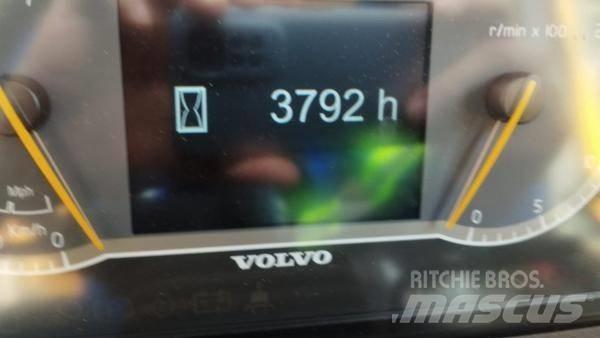 r/min x 100
3792 h
Mph
Km/h
0
0
5
VOLVO
RITCHIE BROS.
MASCUS